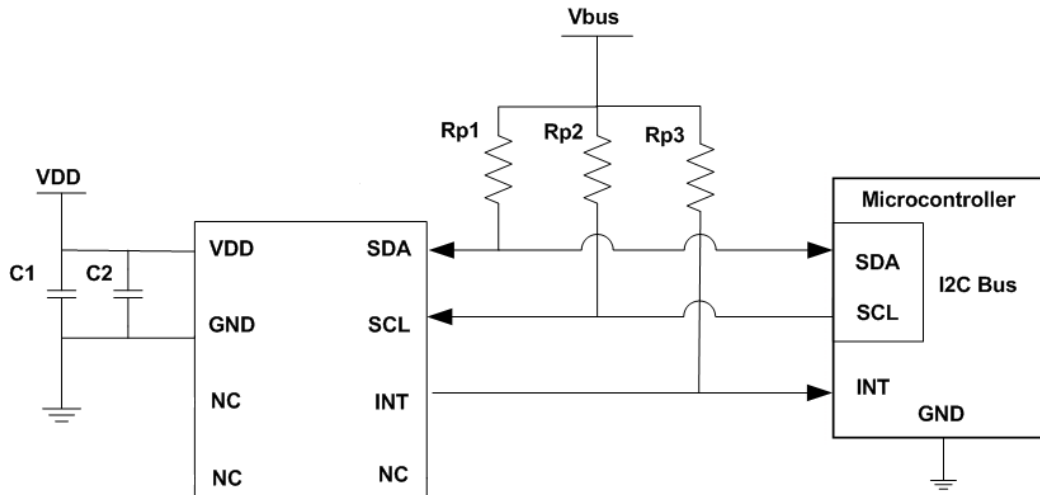 Vbus
Rp1
Rp2
Rp3
VDD
C1
C2
VDD
SDA
GND
SCL
NC
INT
NC
NC
Microcontroller
SDA
I2C Bus
SCL
INT
GND